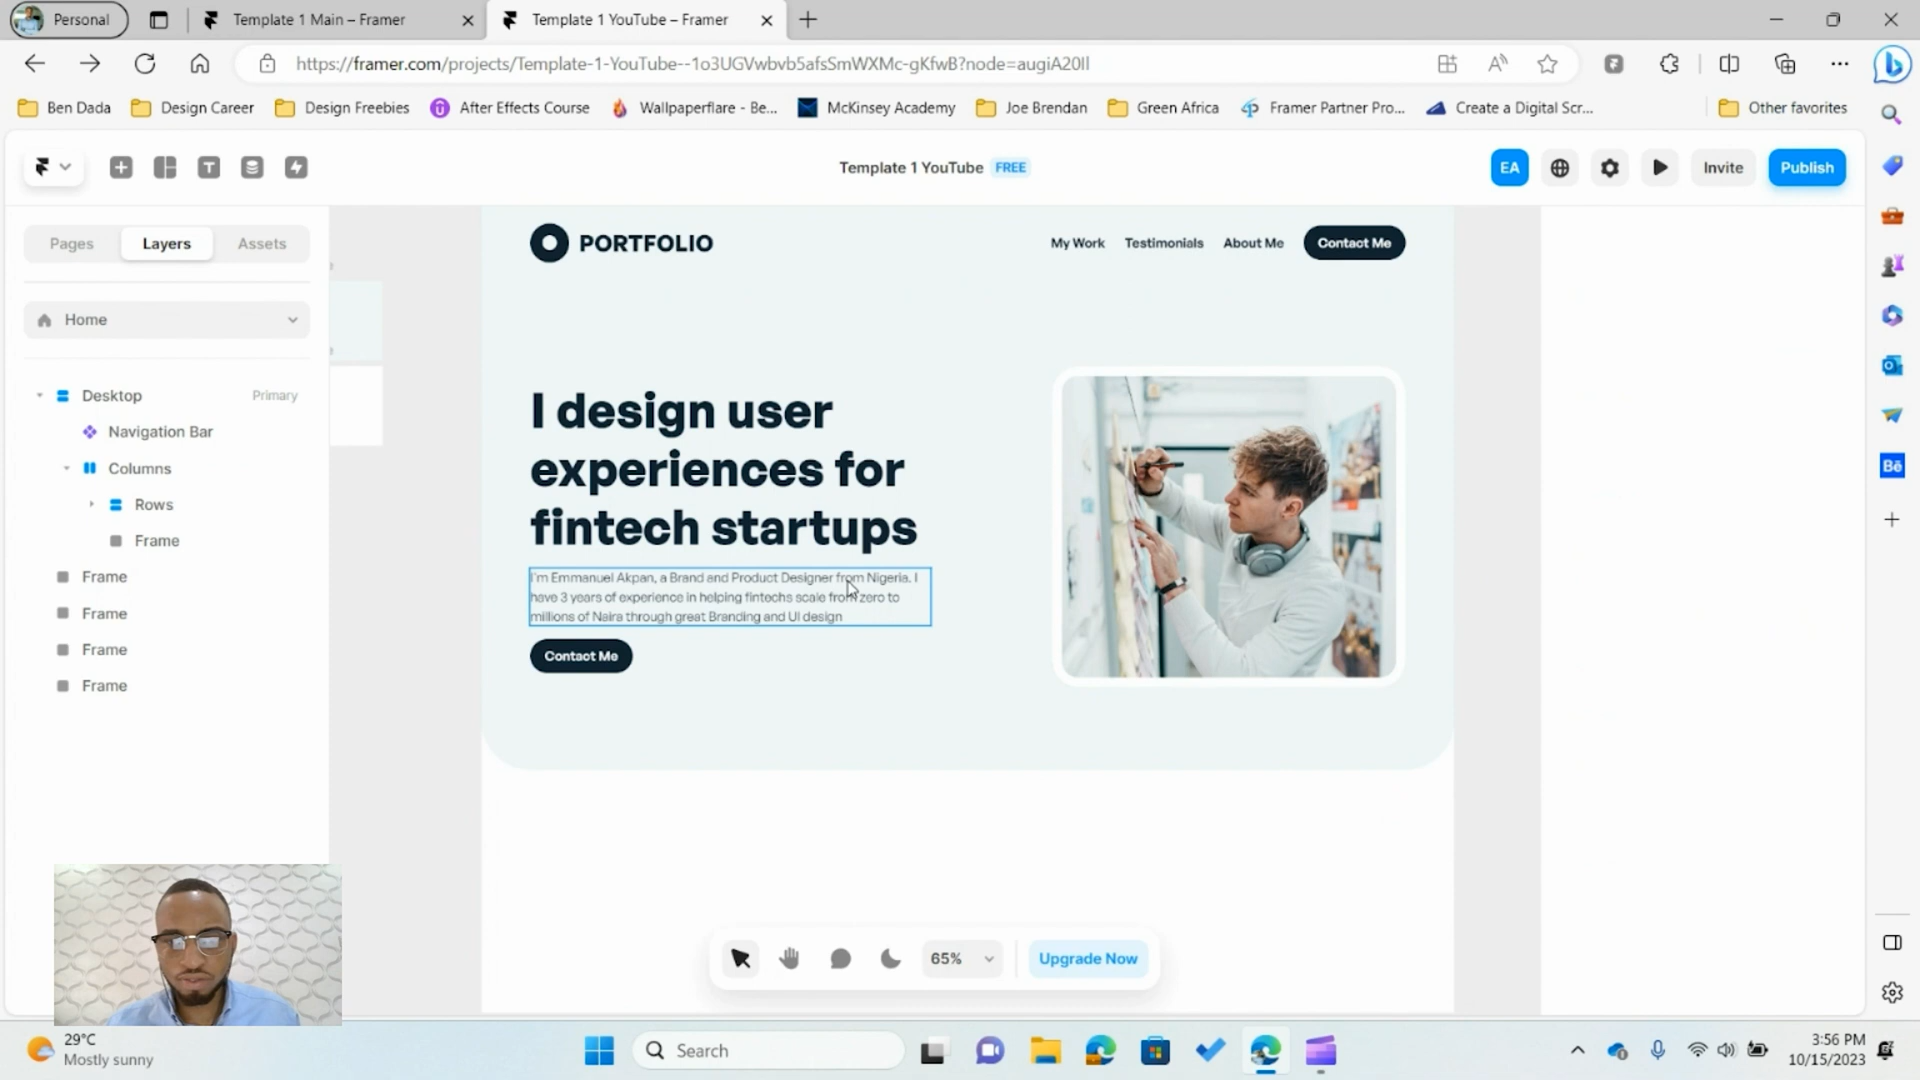 Personal
Template 1 Main – Framer
Template 1 YouTube – Framer
https://framer.com/projects/Template-1-YouTube--1o3UGVwbvb5afsSmWXMc-gKfwB?node=augiA20Il
Ben Dada
Design Career
Design Freebies
After Effects Course
Wallpaperflare - Be...
McKinsey Academy
Joe Brendan
Green Africa
Framer Partner Pro...
Create a Digital Scr...
Other favorites
Template 1 YouTube FREE
EA
Invite
Publish
Pages
Layers
Assets
Home
Desktop
Primary
Navigation Bar
Columns
Rows
Frame
Frame
Frame
Frame
Frame
PORTFOLIO
My Work
Testimonials
About Me
Contact Me
I design user
experiences for
fintech startups
I'm Emmanuel Akpan, a Brand and Product Designer from Nigeria. I
have 3 years of experience in helping fintechs scale from zero to
millions of Naira through great Branding and UI design
Contact Me
65%
Upgrade Now
29°C
Mostly sunny
Search
3:56 PM
10/15/2023